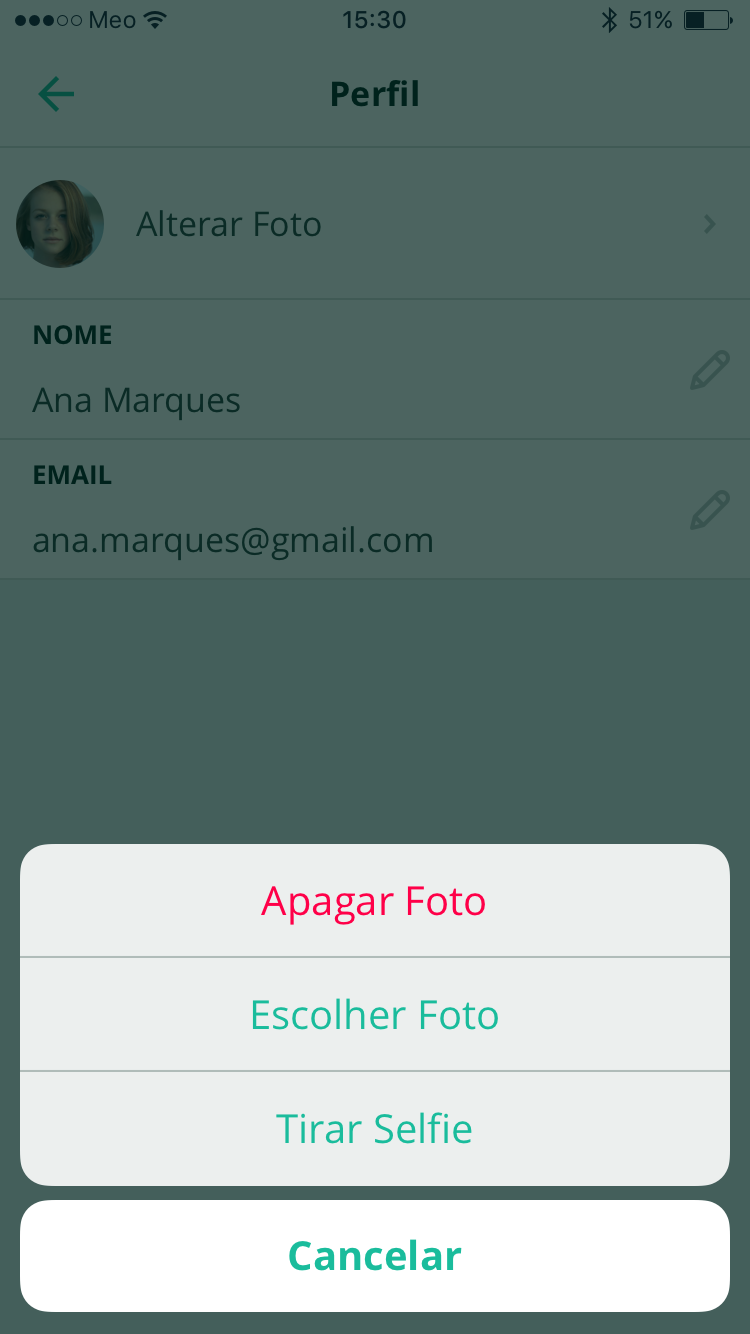 Meo 15:30 51%
Perfil
Alterar Foto
NOME
Ana Marques
EMAIL
ana.marques@gmail.com
Apagar Foto
Escolher Foto
Tirar Selfie
Cancelar